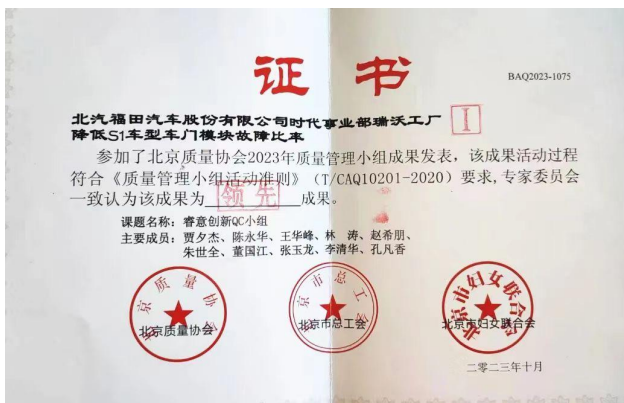 证 书
BAQ2023-1075
北汽福田汽车股份有限公司时代事业部瑞沃工厂
I
降低S1车型车门模块故障比率
参加了北京质量协会2023年质量管理小组成果发表，该成果活动过程
符合《质量管理小组活动准则》（T/CAQ10201-2020）要求,专家委员会
一致认为该成果为 领先 成果。
课题名称：睿意创新QC小组
主要成员：贾夕杰、陈永华、王华峰、林 涛、赵希朋、
朱世全、董国江、张玉龙、李清华、孔凡香
北京质量协会
北京质量协会
北京市总工会
北京市总工会
北京市妇女联合会
北京市妇女联合会
二零二三年十月